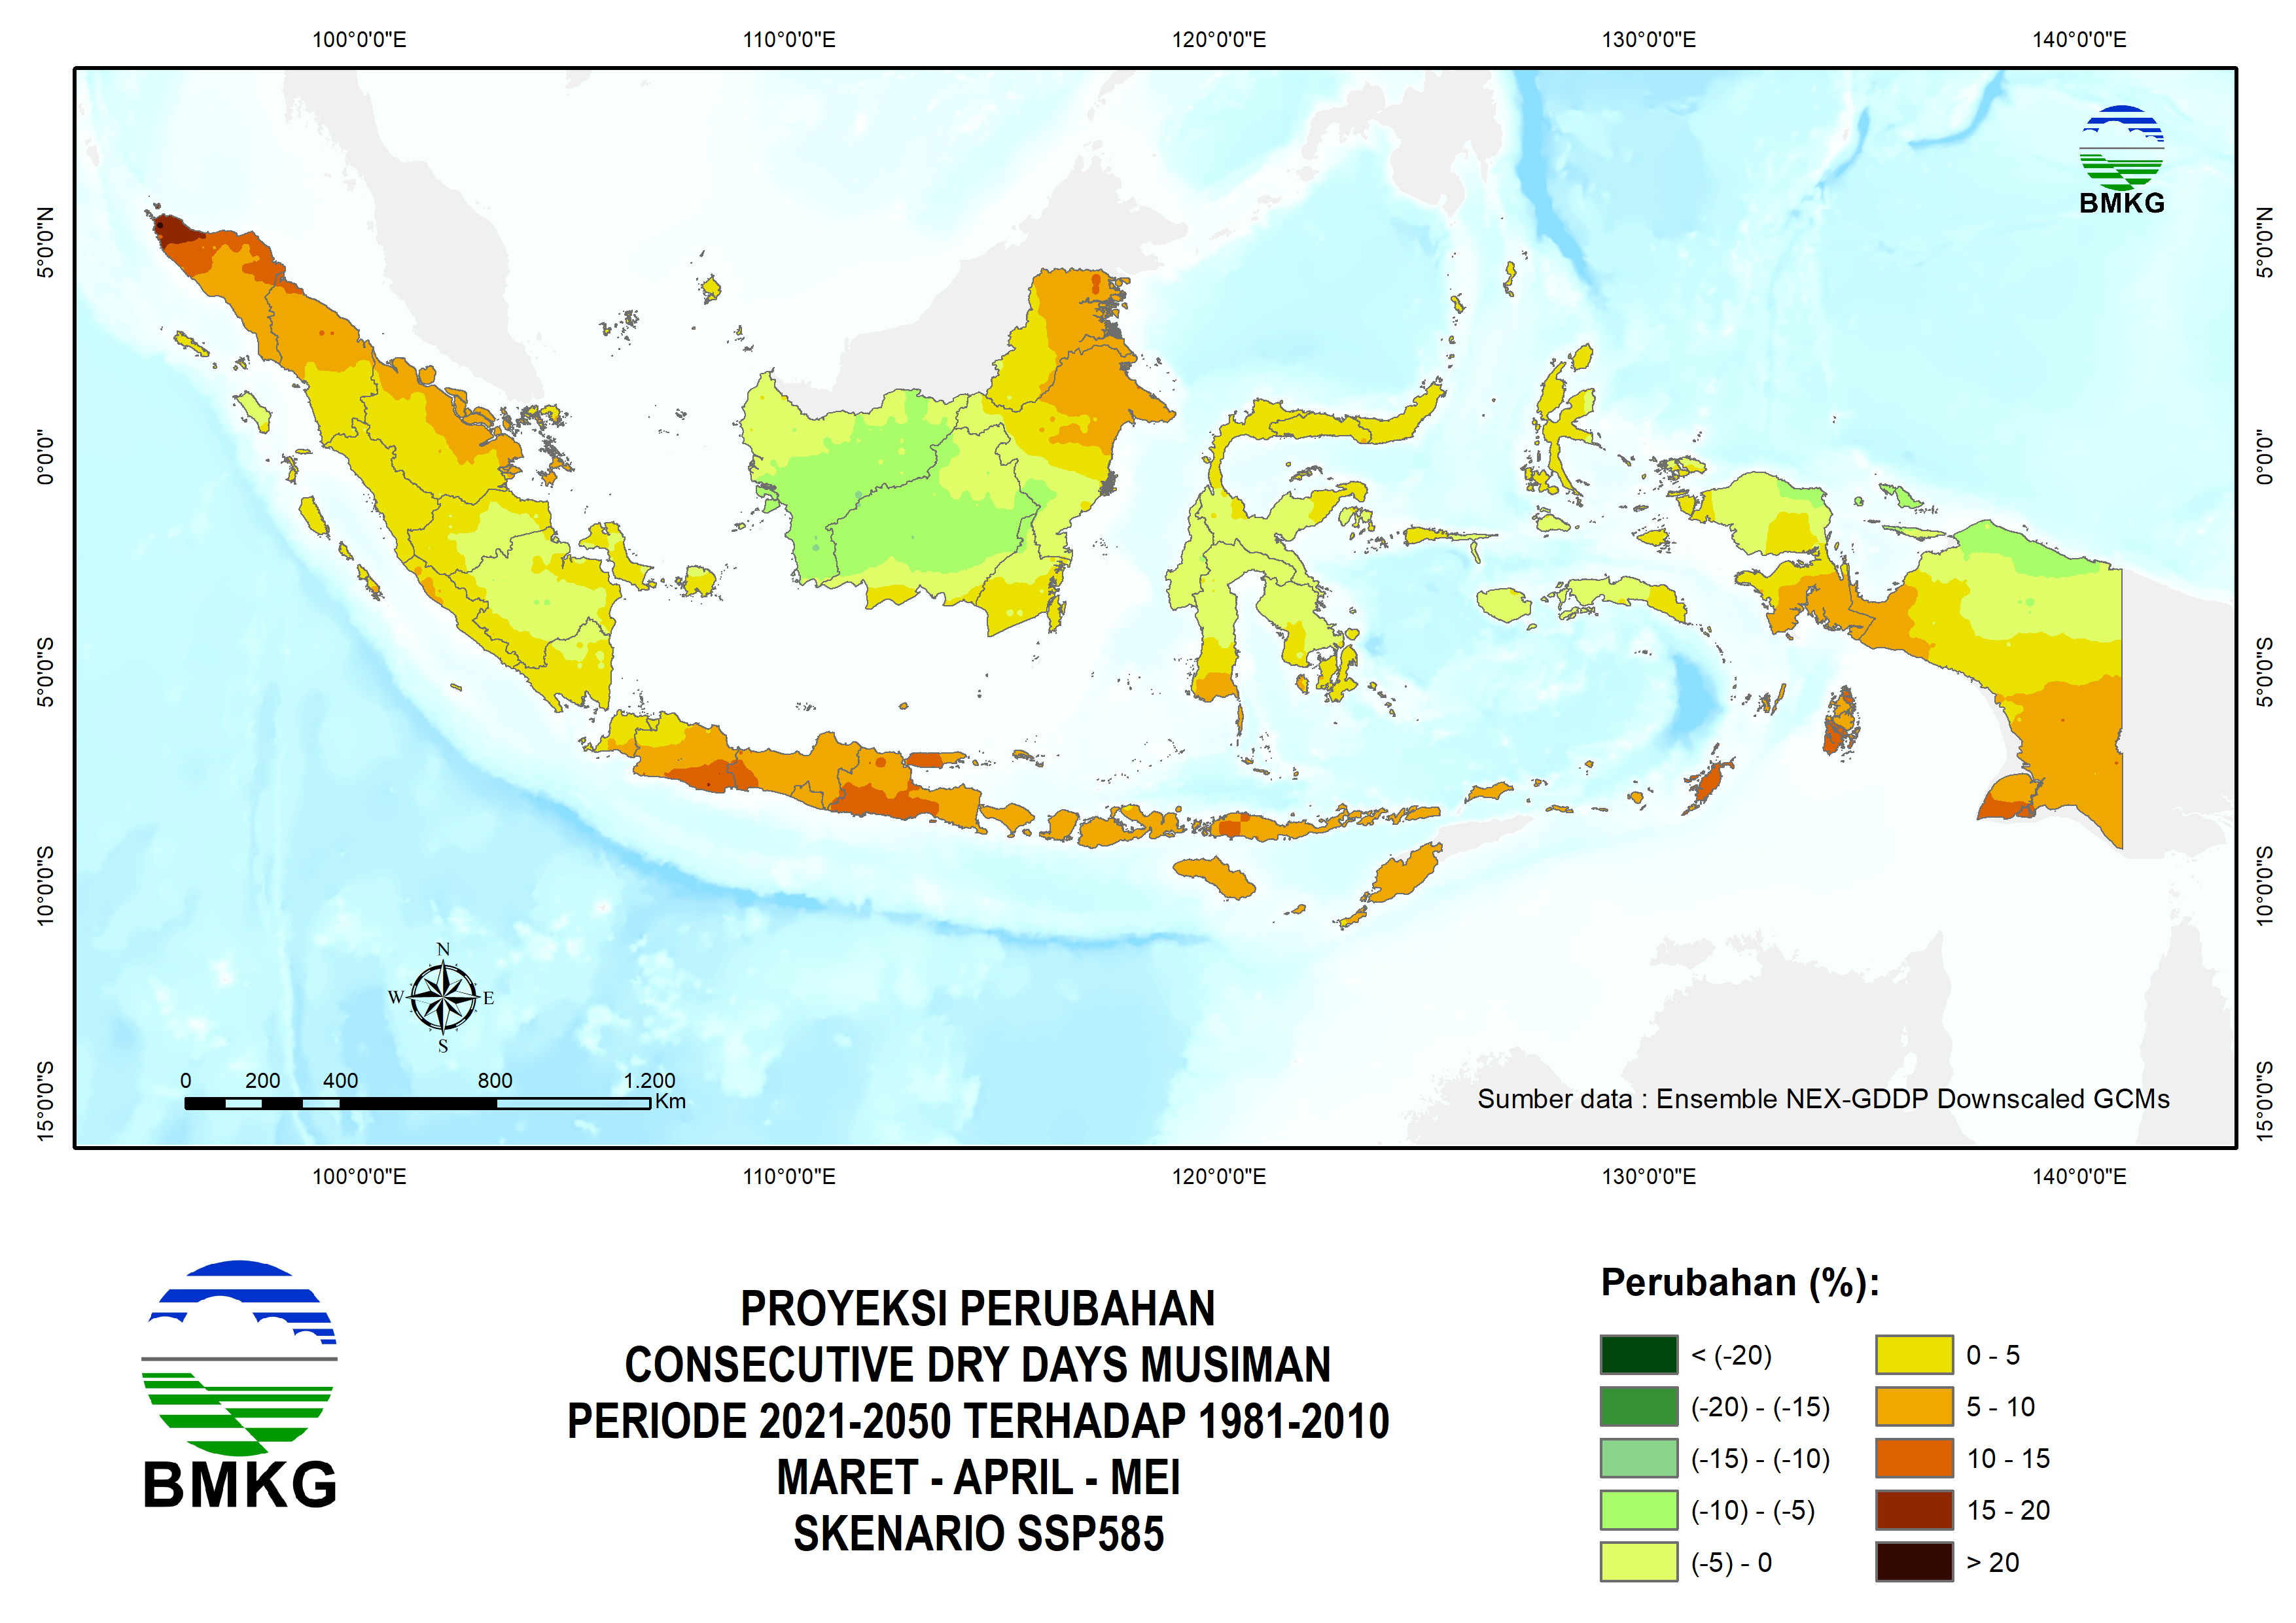 100°0'0"E 110°0'0"E 120°0'0"E 130°0'0"E 140°0'0"E
5°0'0"N
0°0'0"
5°0'0"S
10°0'0"S
15°0'0"S
BMKG
5°0'0"N
0°0'0"
5°0'0"S
10°0'0"S
15°0'0"S
N
W E
S
0 200 400 800 1.200
Km
Sumber data : Ensemble NEX-GDDP Downscaled GCMs
100°0'0"E 110°0'0"E 120°0'0"E 130°0'0"E 140°0'0"E
BMKG
PROYEKSI PERUBAHAN
CONSECUTIVE DRY DAYS MUSIMAN
PERIODE 2021-2050 TERHADAP 1981-2010
MARET - APRIL - MEI
SKENARIO SSP585
Perubahan (%):
< (-20)
(-20) - (-15)
(-15) - (-10)
(-10) - (-5)
(-5) - 0
0 - 5
5 - 10
10 - 15
15 - 20
> 20